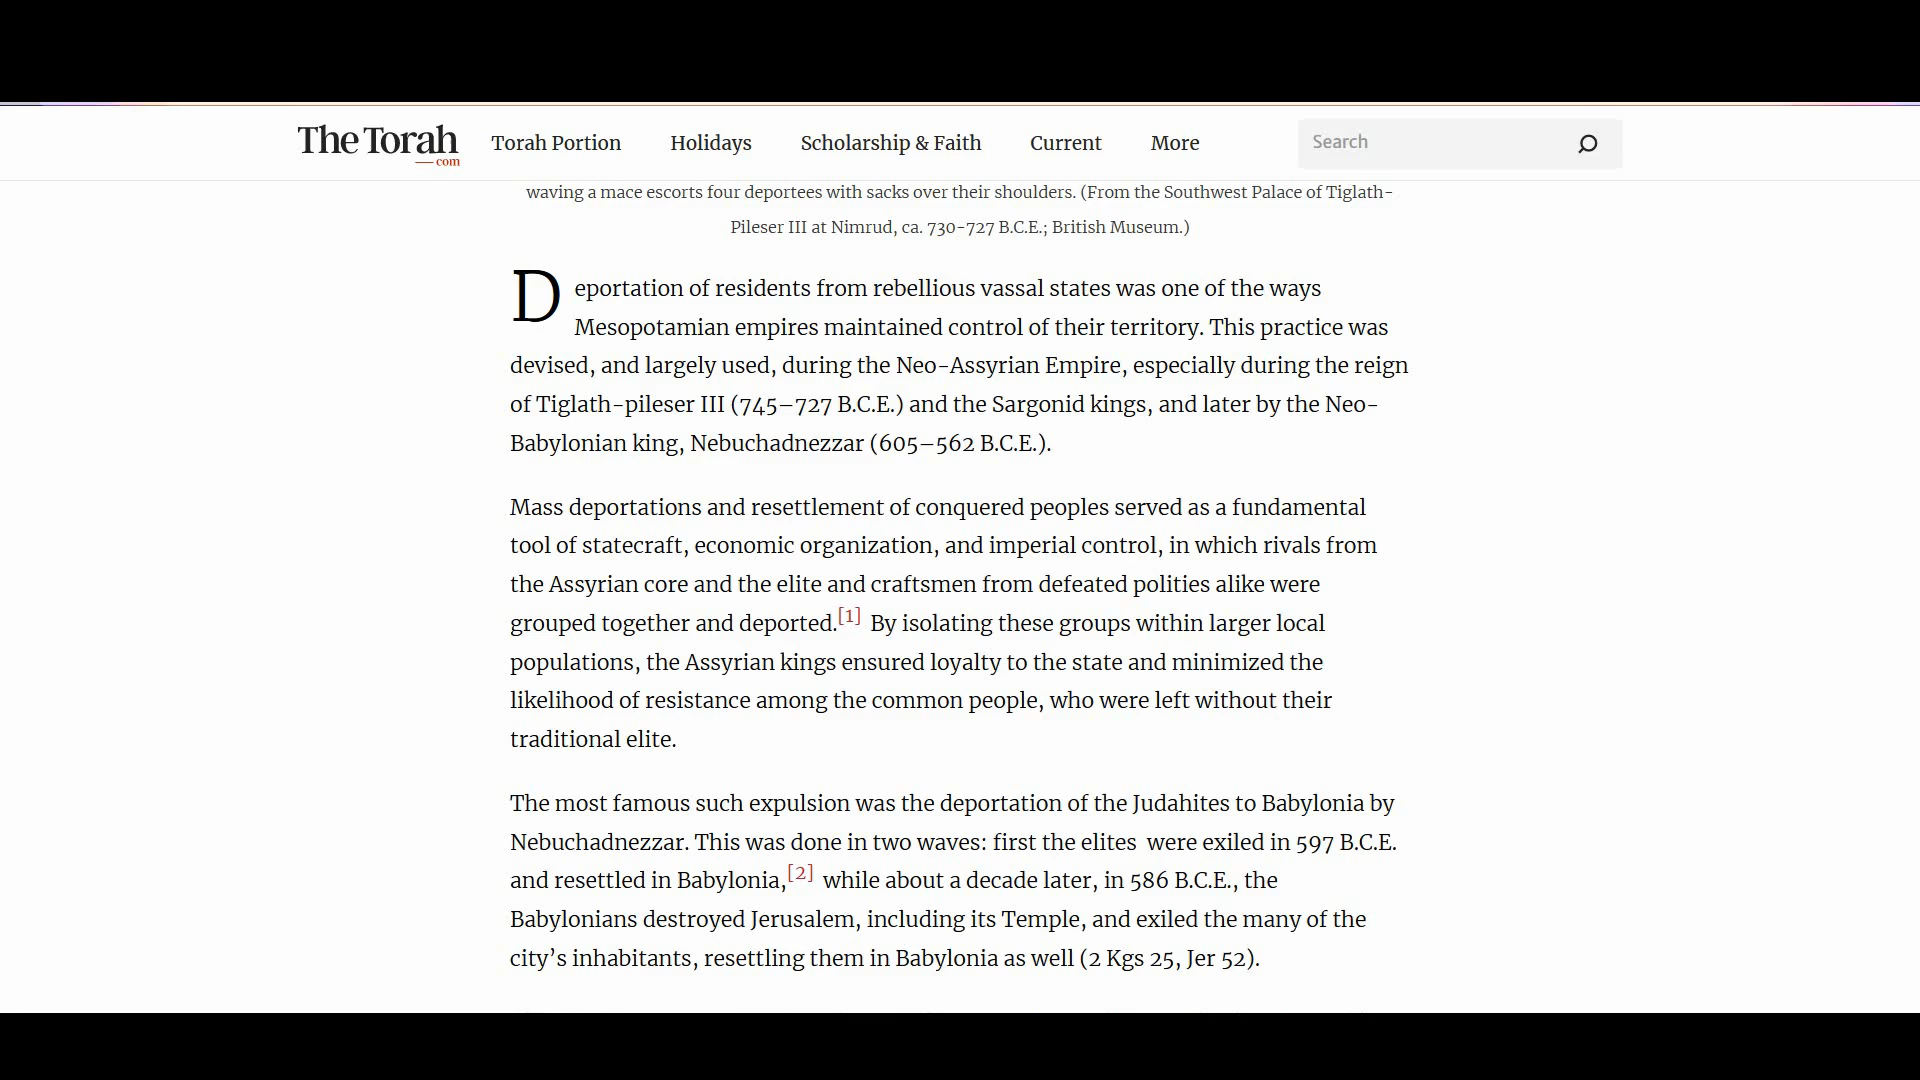 The Torah
com
Torah Portion
Holidays
Scholarship & Faith
Current
More
Search
waving a mace escorts four deportees with sacks over their shoulders. (From the Southwest Palace of Tiglath-
Pileser III at Nimrud, ca. 730-727 B.C.E.; British Museum.)
Deportation of residents from rebellious vassal states was one of the ways
Mesopotamian empires maintained control of their territory. This practice was
devised, and largely used, during the Neo-Assyrian Empire, especially during the reign
of Tiglath-pileser III (745–727 B.C.E.) and the Sargonid kings, and later by the Neo-
Babylonian king, Nebuchadnezzar (605–562 B.C.E.).
Mass deportations and resettlement of conquered peoples served as a fundamental
tool of statecraft, economic organization, and imperial control, in which rivals from
the Assyrian core and the elite and craftsmen from defeated polities alike were
grouped together and deported.[1] By isolating these groups within larger local
populations, the Assyrian kings ensured loyalty to the state and minimized the
likelihood of resistance among the common people, who were left without their
traditional elite.
The most famous such expulsion was the deportation of the Judahites to Babylonia by
Nebuchadnezzar. This was done in two waves: first the elites were exiled in 597 B.C.E.
and resettled in Babylonia,[2] while about a decade later, in 586 B.C.E., the
Babylonians destroyed Jerusalem, including its Temple, and exiled the many of the
city’s inhabitants, resettling them in Babylonia as well (2 Kgs 25, Jer 52).